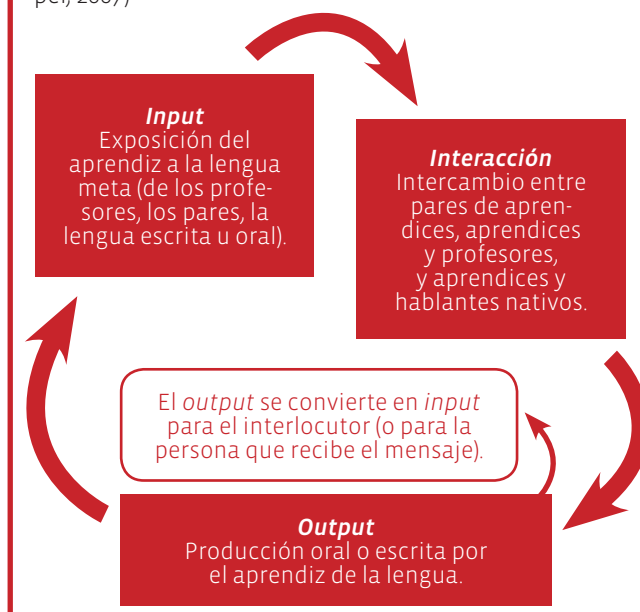 Input
Exposición del
aprendiz a la lengua
meta (de los profe-
sores, los pares, la
lengua escrita u oral).
Interacción
Intercambio entre
pares de apren-
dices, aprendices
y profesores,
y aprendices y
hablantes nativos.
El output se convierte en input
para el interlocutor (o para la
persona que recibe el mensaje).
Output
Producción oral o escrita por
el aprendiz de la lengua.